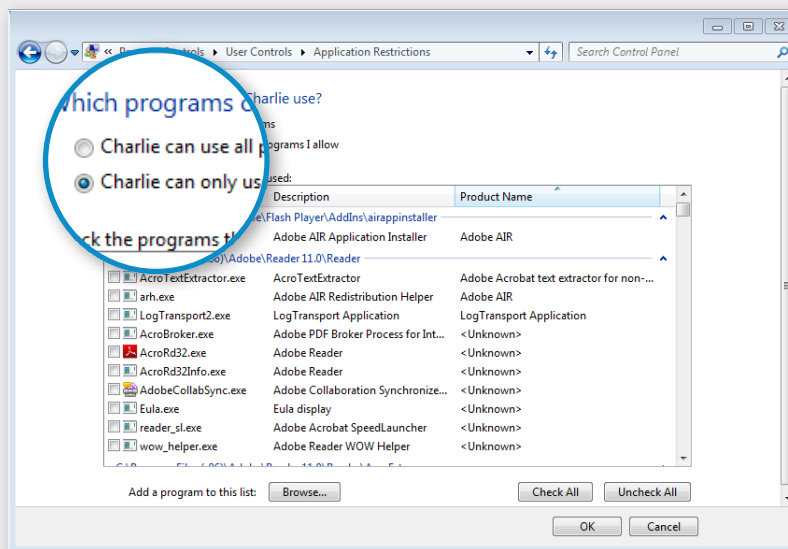 « Controls ▸ User Controls ▸ Application Restrictions
Search Control Panel
Which programs Charlie use?
Charlie can use all
programs I allow
Charlie can only
used:
the programs
Description Product Name
\Flash Player\AddIns\airappinstaller
Adobe AIR Application Installer Adobe AIR
\Adobe\Reader 11.0\Reader
AcroTextExtractor.exe AcroTextExtractor Adobe Acrobat text extractor for non-...
arh.exe Adobe AIR Redistribution Helper Adobe AIR
LogTransport2.exe LogTransport Application LogTransport Application
AcroBroker.exe Adobe PDF Broker Process for Int... <Unknown>
AcroRd32.exe Adobe Reader <Unknown>
AcroRd32Info.exe Adobe Reader <Unknown>
AdobeCollabSync.exe Adobe Collaboration Synchronize... <Unknown>
Eula.exe Eula display <Unknown>
reader_sl.exe Adobe Acrobat SpeedLauncher <Unknown>
wow_helper.exe Adobe Reader WOW Helper <Unknown>
Add a program to this list: Browse... Check All Uncheck All
OK Cancel